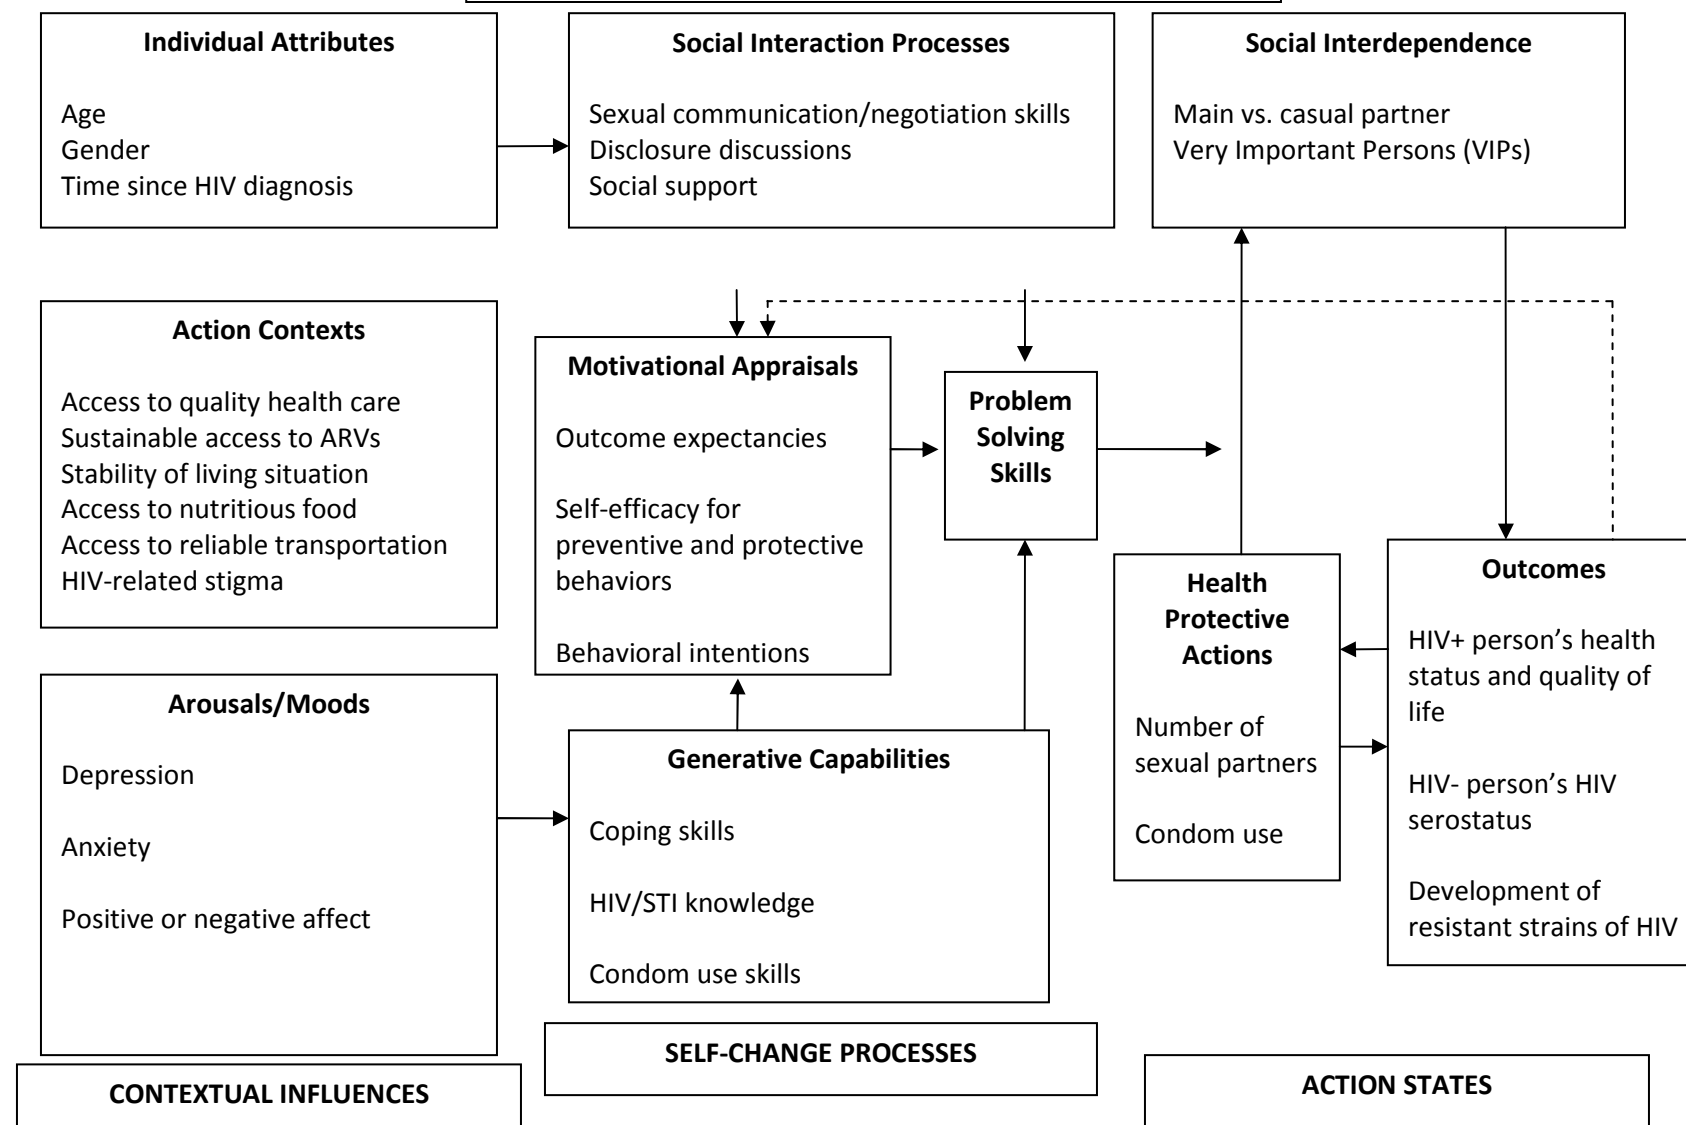 Individual Attributes
Age
Gender
Time since HIV diagnosis
Social Interaction Processes
Sexual communication/negotiation skills
Disclosure discussions
Social support
Social Interdependence
Main vs. casual partner
Very Important Persons (VIPs)
Action Contexts
Access to quality health care
Sustainable access to ARVs
Stability of living situation
Access to nutritious food
Access to reliable transportation
HIV-related stigma
Motivational Appraisals
Outcome expectancies
Self-efficacy for
preventive and protective
behaviors
Behavioral intentions
Problem
Solving
Skills
Health
Protective
Actions
Number of
sexual partners
Condom use
Outcomes
HIV+ person’s health
status and quality of
life
HIV- person’s HIV
serostatus
Development of
resistant strains of HIV
Arousals/Moods
Depression
Anxiety
Positive or negative affect
Generative Capabilities
Coping skills
HIV/STI knowledge
Condom use skills
CONTEXTUAL INFLUENCES
SELF-CHANGE PROCESSES
ACTION STATES